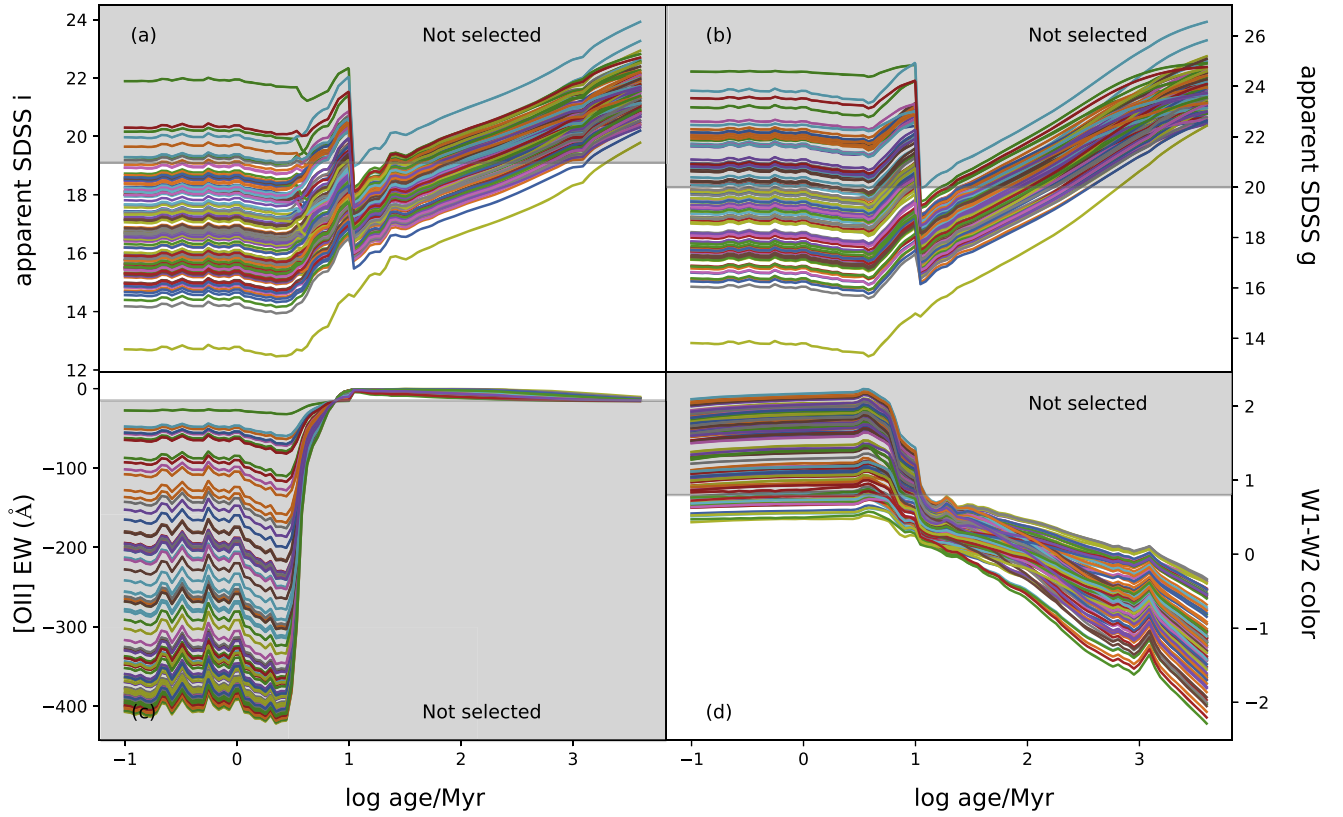 (a)
Not selected
24
22
20
18
16
14
12
apparent SDSS i
(b)
Not selected
26
24
22
20
18
16
14
apparent SDSS g
0
−100
−200
−300
−400
[OII] EW (Å)
(c)
Not selected
−1
0
1
2
3
log age/Myr
Not selected
(d)
2
1
0
−1
−2
W1-W2 color
−1
0
1
2
3
log age/Myr